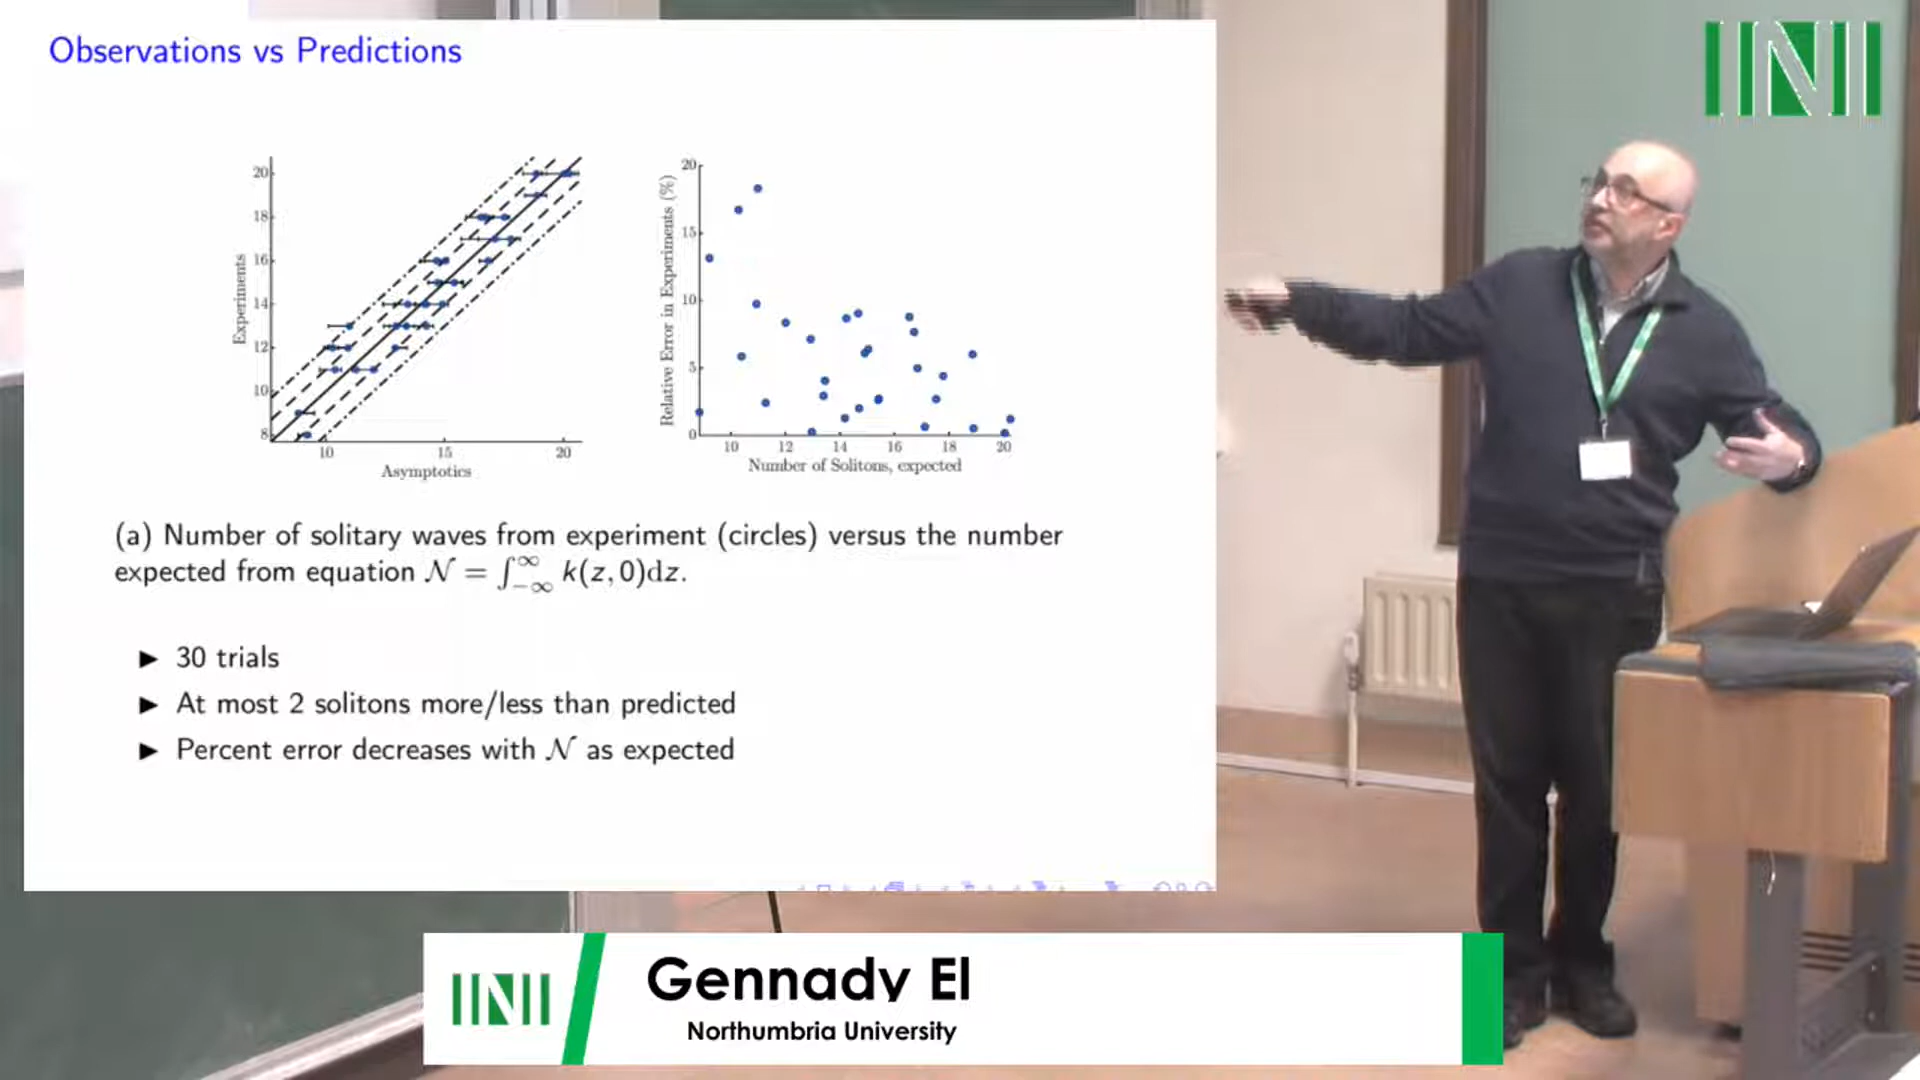 Observations vs Predictions
INI
20
18
16
14
12
10
8
Experiments
10 15 20
Asymptotics
20
15
10
5
0
Relative Error in Experiments (%)
10 12 14 16 18 20
Number of Solitons, expected
(a) Number of solitary waves from experiment (circles) versus the number
expected from equation 𝒩 = ∫_{-∞}^{∞} k(z, 0)dz.
► 30 trials
► At most 2 solitons more/less than predicted
► Percent error decreases with 𝒩 as expected
INI
Gennady El
Northumbria University